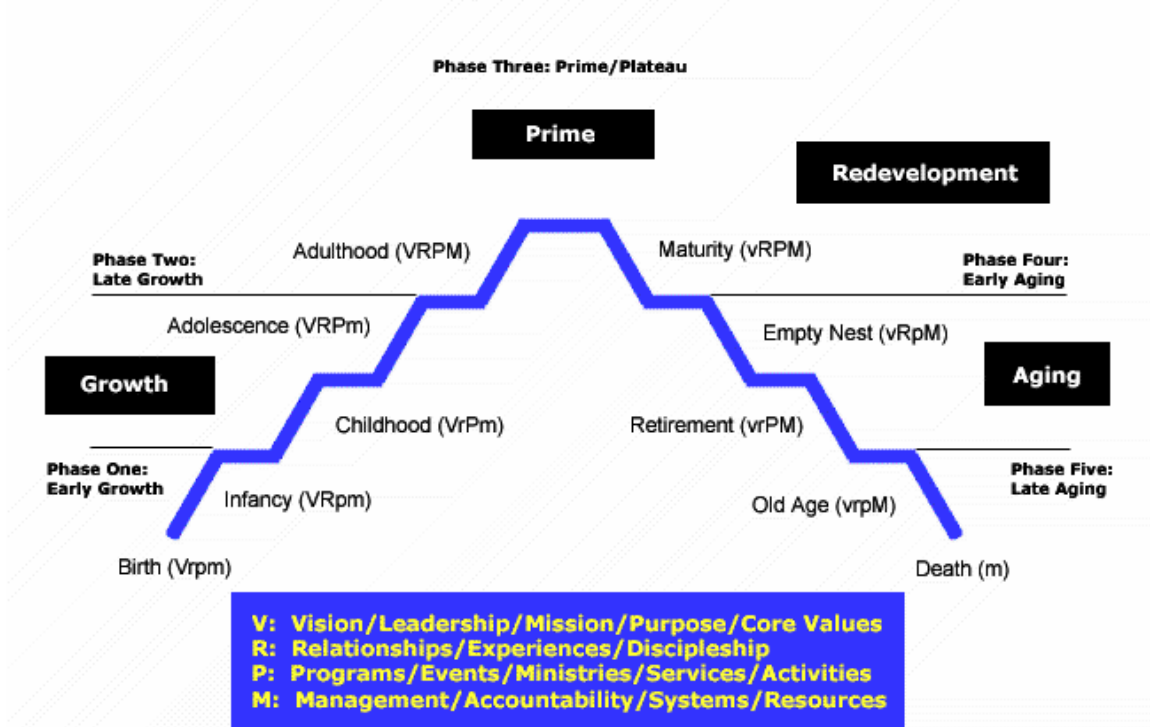 Phase Three: Prime/Plateau
Prime
Redevelopment
Adulthood (VRPM)
Maturity (vRPM)
Phase Two:
Late Growth
Phase Four:
Early Aging
Adolescence (VRPm)
Empty Nest (vRpM)
Growth
Aging
Childhood (VrPm)
Retirement (vrPM)
Phase One:
Early Growth
Phase Five:
Late Aging
Infancy (VRpm)
Old Age (vrpM)
Birth (Vrpm)
Death (m)
V: Vision/Leadership/Mission/Purpose/Core Values
R: Relationships/Experiences/Discipleship
P: Programs/Events/Ministries/Services/Activities
M: Management/Accountability/Systems/Resources